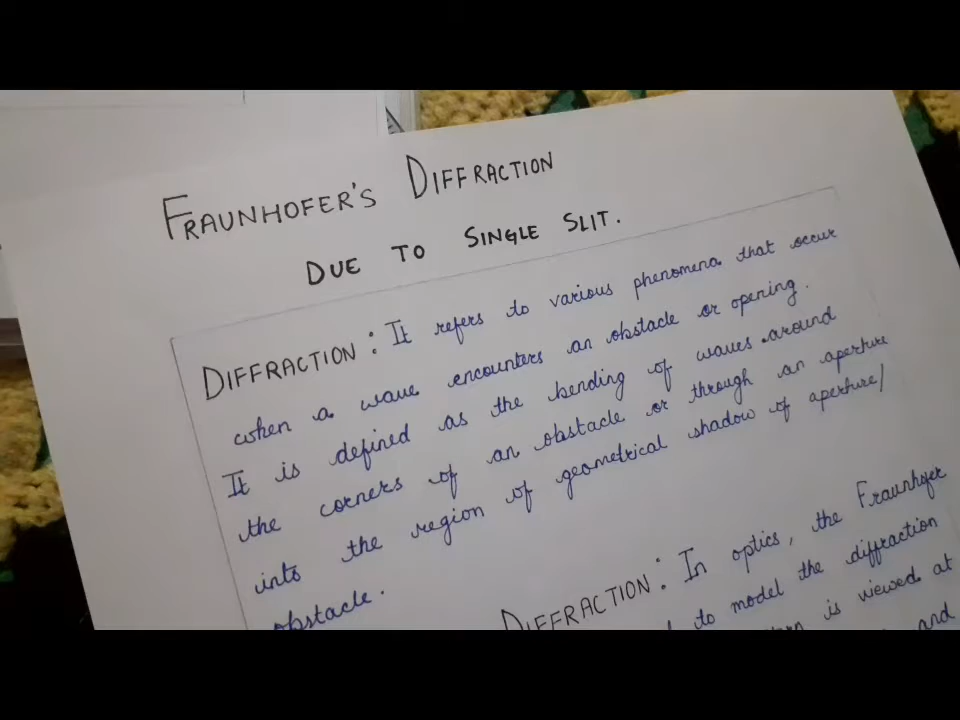 FRAUNHOFER'S DIFFRACTION
DUE TO SINGLE SLIT.
DIFFRACTION: It refers to various phenomena that occur
when a wave encounters an obstacle or opening.
It is defined as the bending of waves around
the corners of an obstacle or through an aperture
into the region of geometrical shadow of aperture/
obstacle.
DIFFRACTION: In optics, the Fraunhofer
to model the diffraction
is viewed at
and